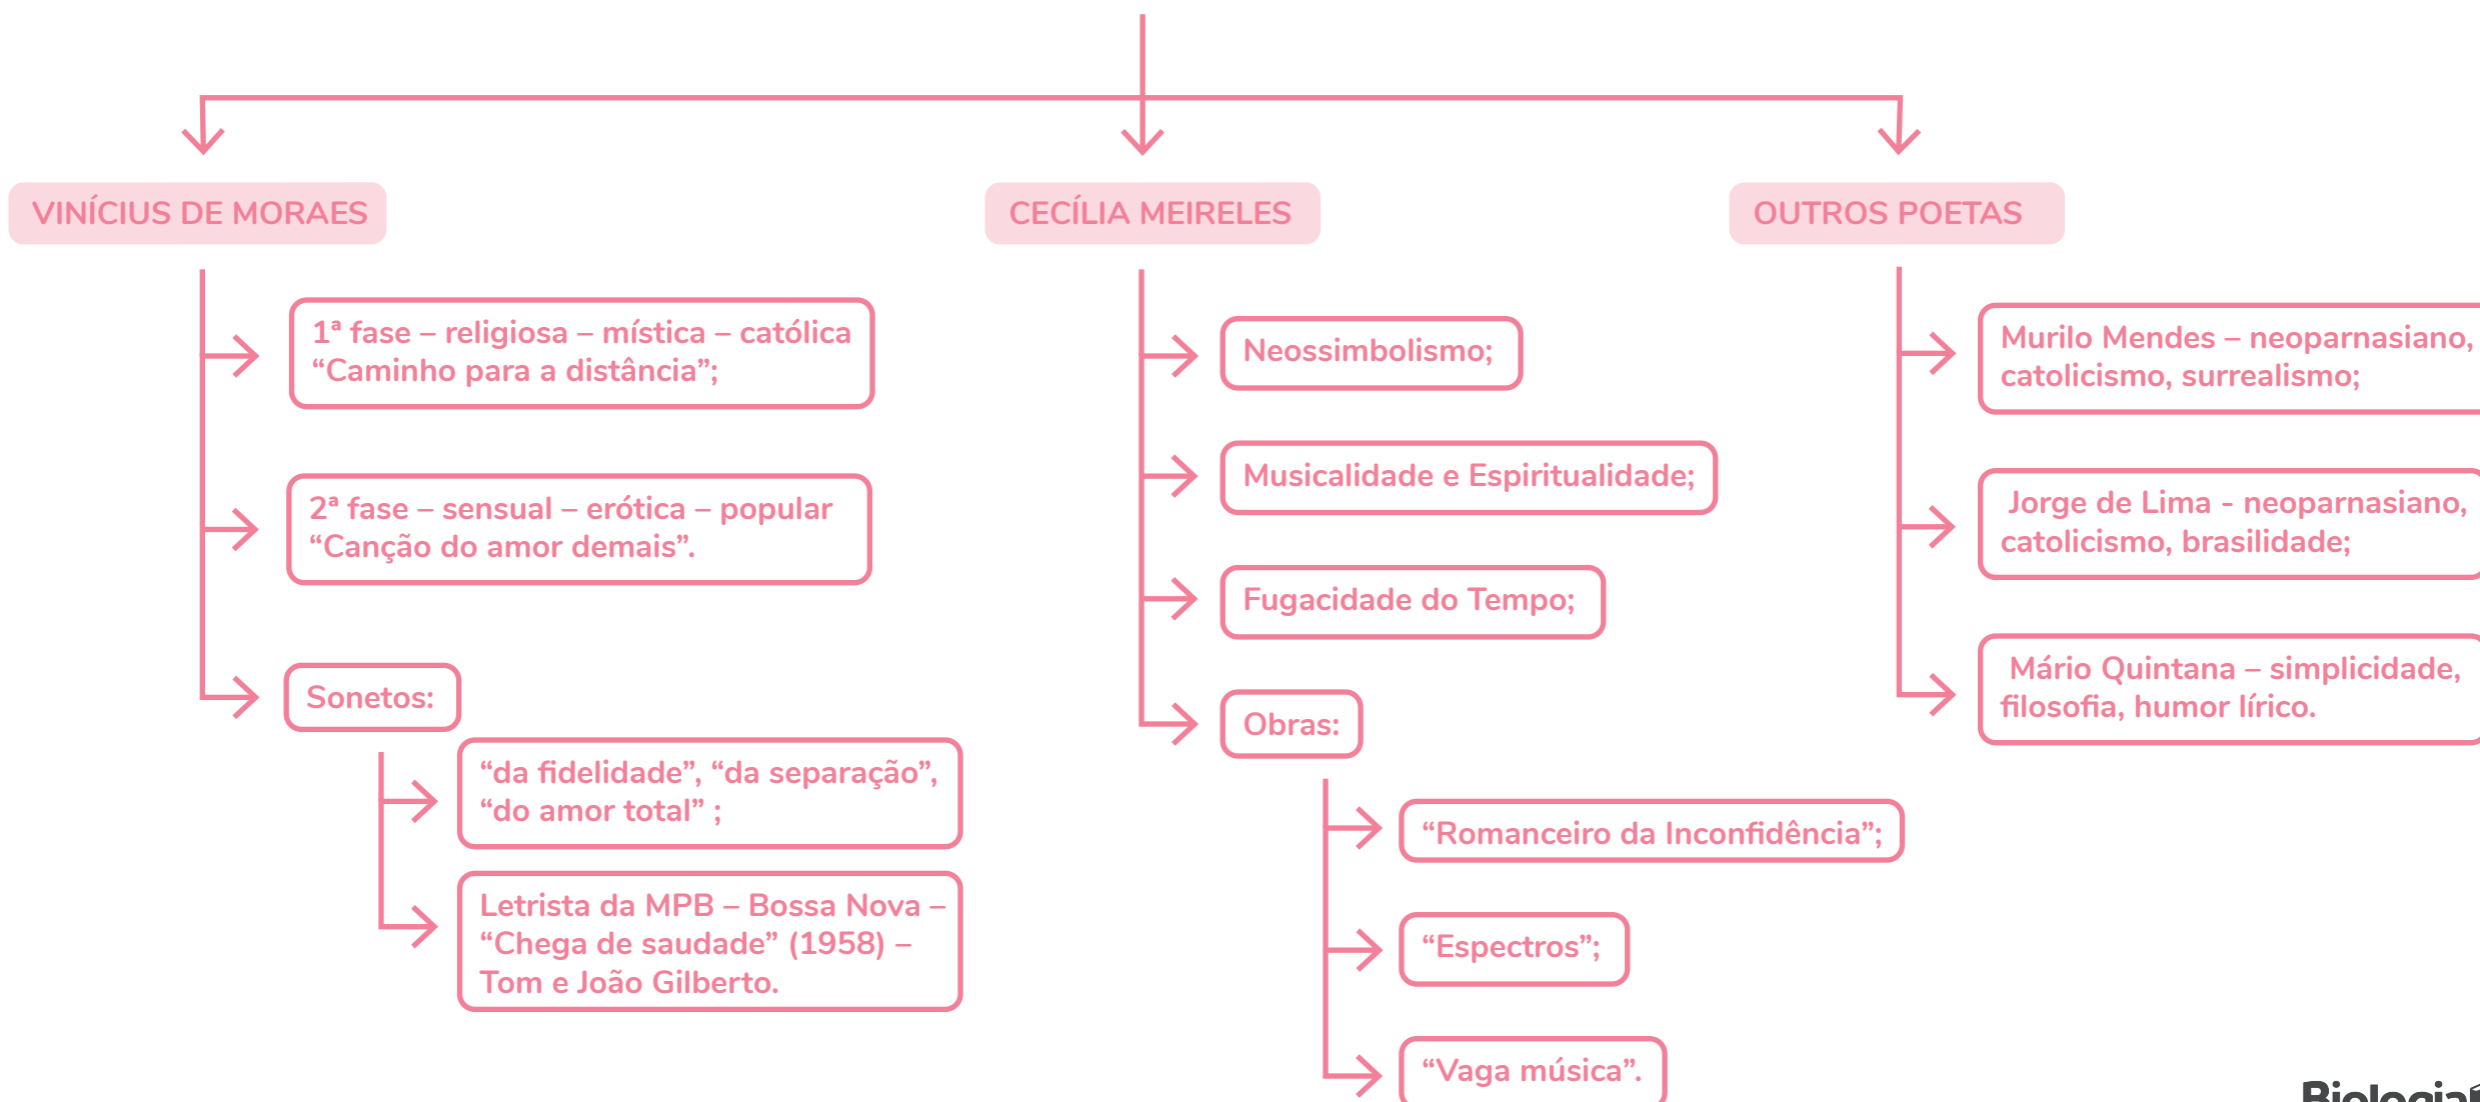 VINÍCIUS DE MORAES
1ª fase – religiosa – mística – católica
“Caminho para a distância”;
2ª fase – sensual – erótica – popular
“Canção do amor demais”.
Sonetos:
“da fidelidade”, “da separação”,
“do amor total” ;
Letrista da MPB – Bossa Nova –
“Chega de saudade” (1958) –
Tom e João Gilberto.
CECÍLIA MEIRELES
Neossimbolismo;
Musicalidade e Espiritualidade;
Fugacidade do Tempo;
Obras:
“Romanceiro da Inconfidência”;
“Espectros”;
“Vaga música”.
OUTROS POETAS
Murilo Mendes – neoparnasiano,
catolicismo, surrealismo;
Jorge de Lima - neoparnasiano,
catolicismo, brasilidade;
Mário Quintana – simplicidade,
filosofia, humor lírico.
Biologia